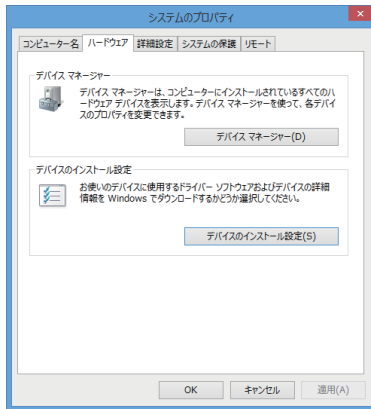 システムのプロパティ
コンピューター名 ハードウェア 詳細設定 システムの保護 リモート
デバイス マネージャー
デバイス マネージャーは、コンピューターにインストールされているすべてのハ
ードウェア デバイスを表示します。デバイス マネージャーを使って、各デバイ
スのプロパティを変更できます。
デバイス マネージャー(D)
デバイスのインストール設定
お使いのデバイスに使用するドライバー ソフトウェアおよびデバイスの詳細
情報を Windows でダウンロードするかどうか選択してください。
デバイスのインストール設定(S)
OK キャンセル 適用(A)